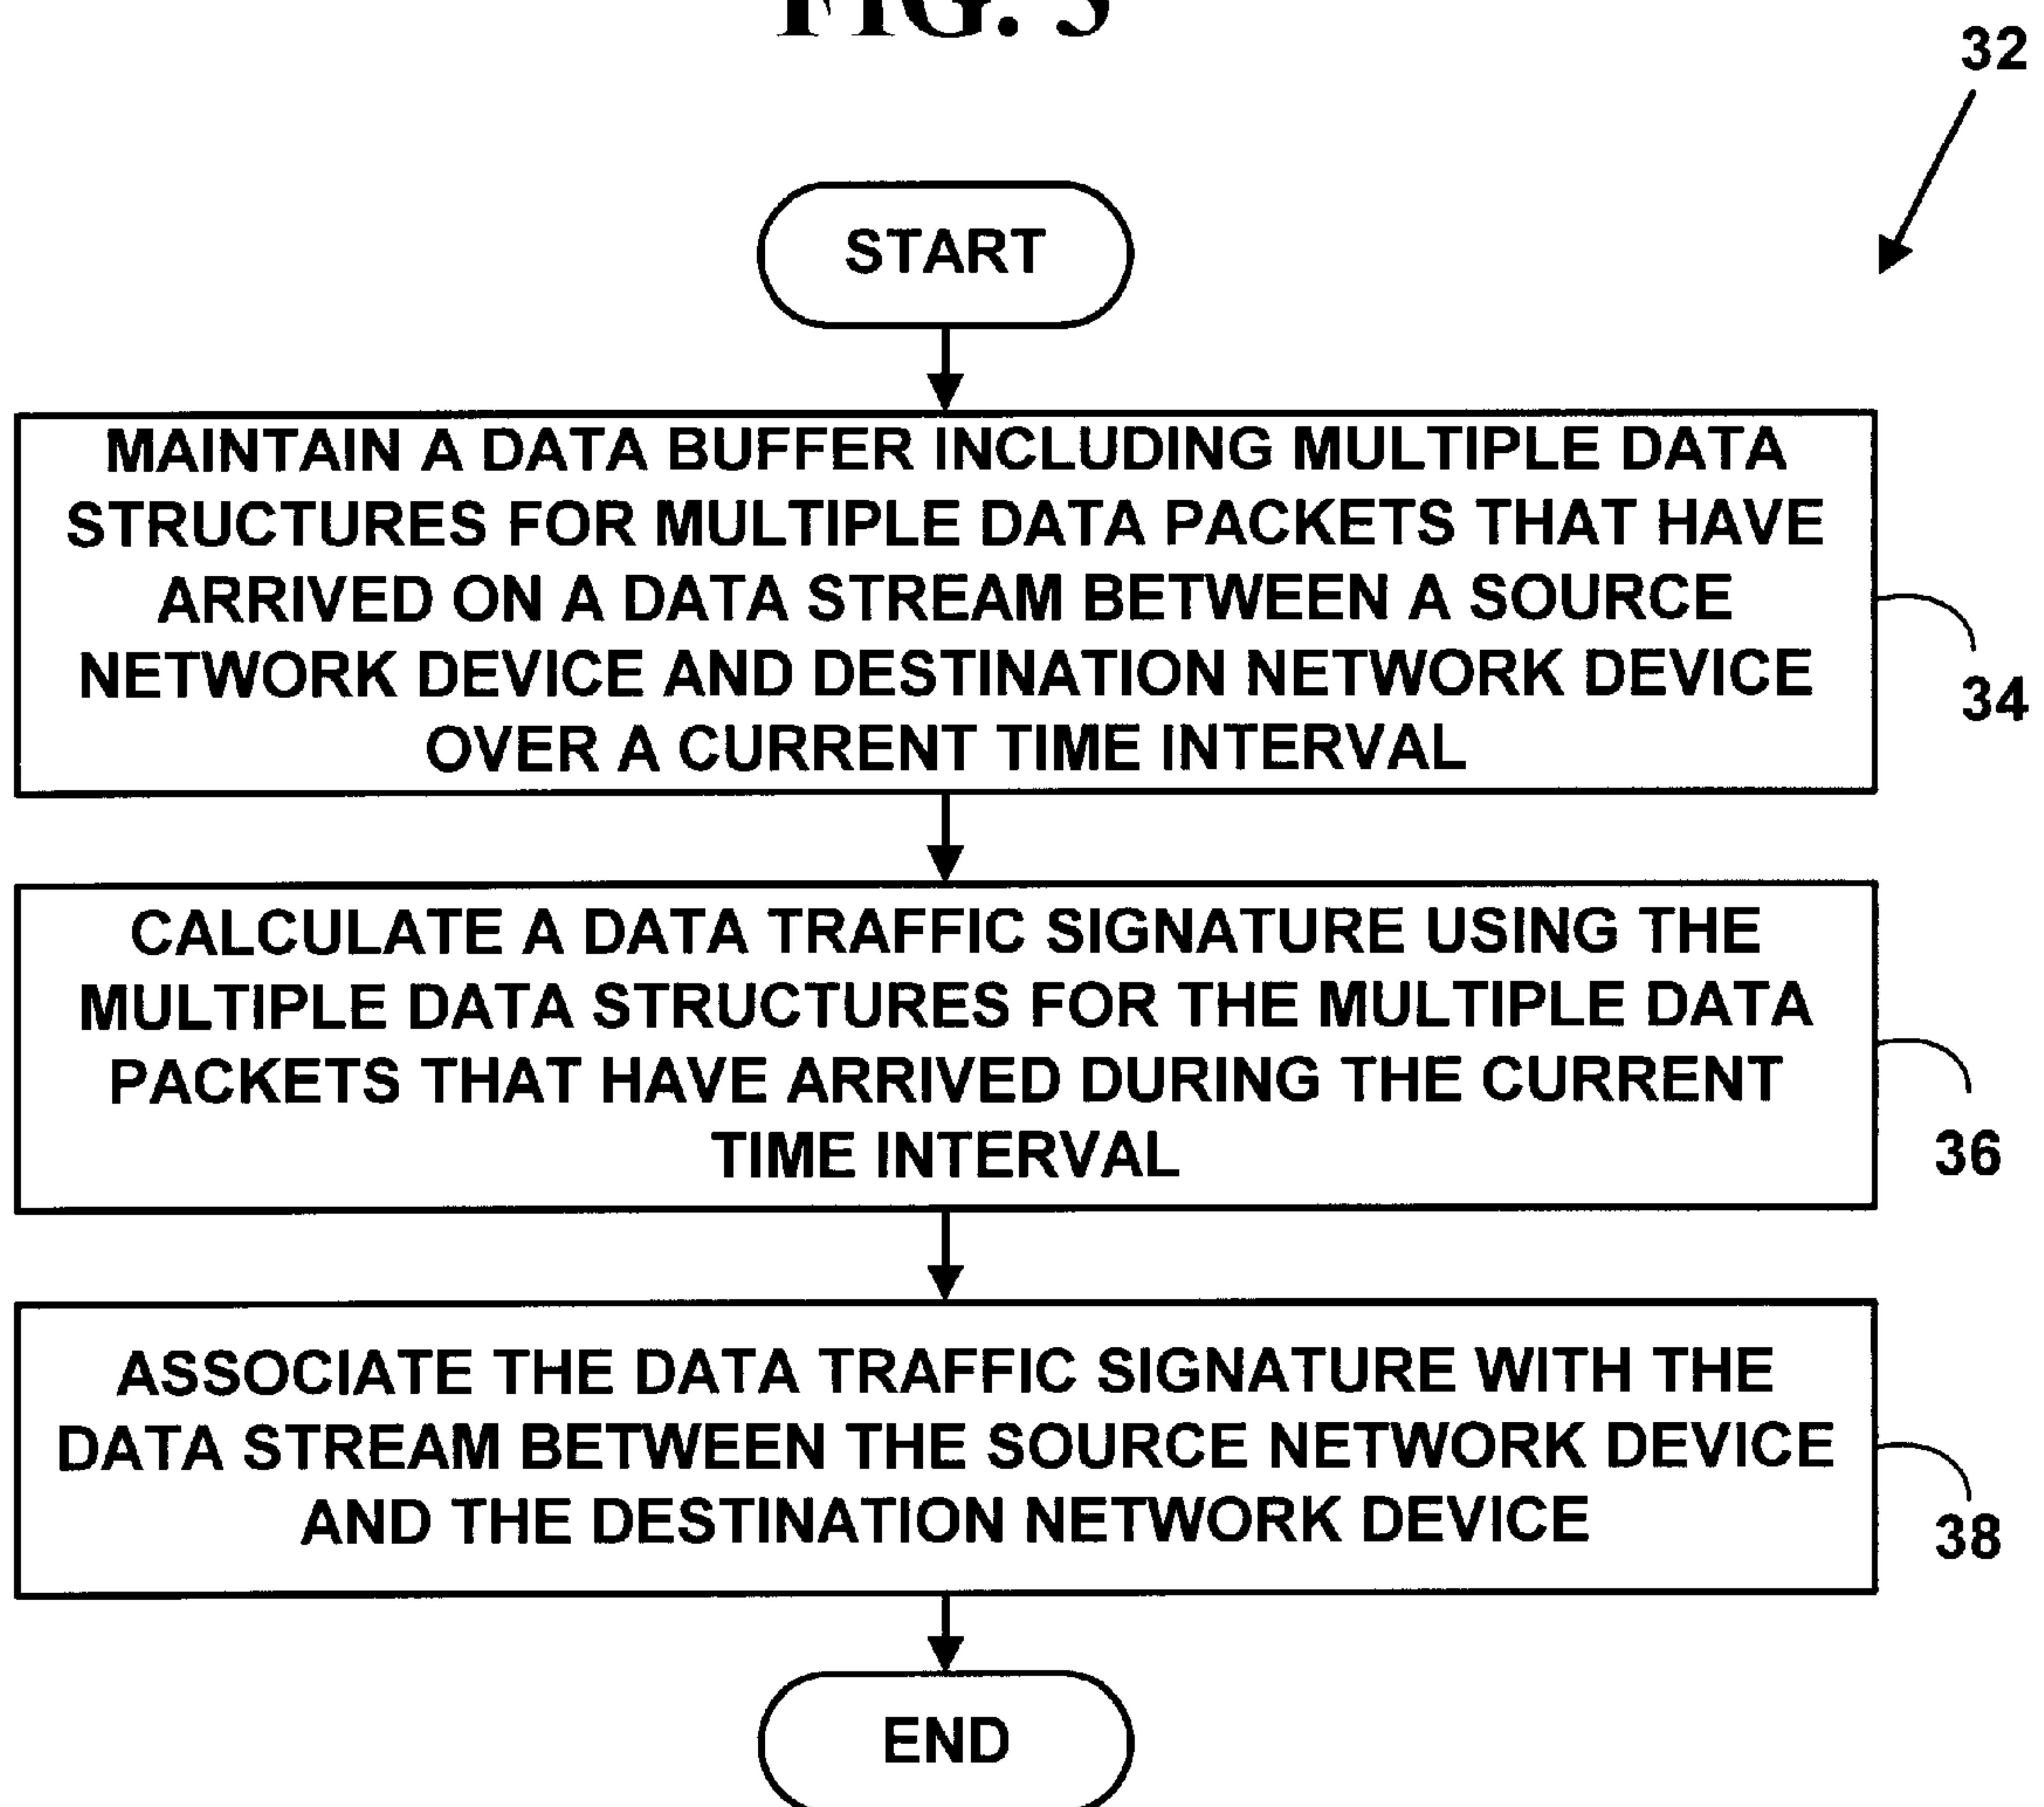 FIG.
32
START
MAINTAIN A DATA BUFFER INCLUDING MULTIPLE DATA
STRUCTURES FOR MULTIPLE DATA PACKETS THAT HAVE
ARRIVED ON A DATA STREAM BETWEEN A SOURCE
NETWORK DEVICE AND DESTINATION NETWORK DEVICE
OVER A CURRENT TIME INTERVAL
34
CALCULATE A DATA TRAFFIC SIGNATURE USING THE
MULTIPLE DATA STRUCTURES FOR THE MULTIPLE DATA
PACKETS THAT HAVE ARRIVED DURING THE CURRENT
TIME INTERVAL
36
ASSOCIATE THE DATA TRAFFIC SIGNATURE WITH THE
DATA STREAM BETWEEN THE SOURCE NETWORK DEVICE
AND THE DESTINATION NETWORK DEVICE
38
END